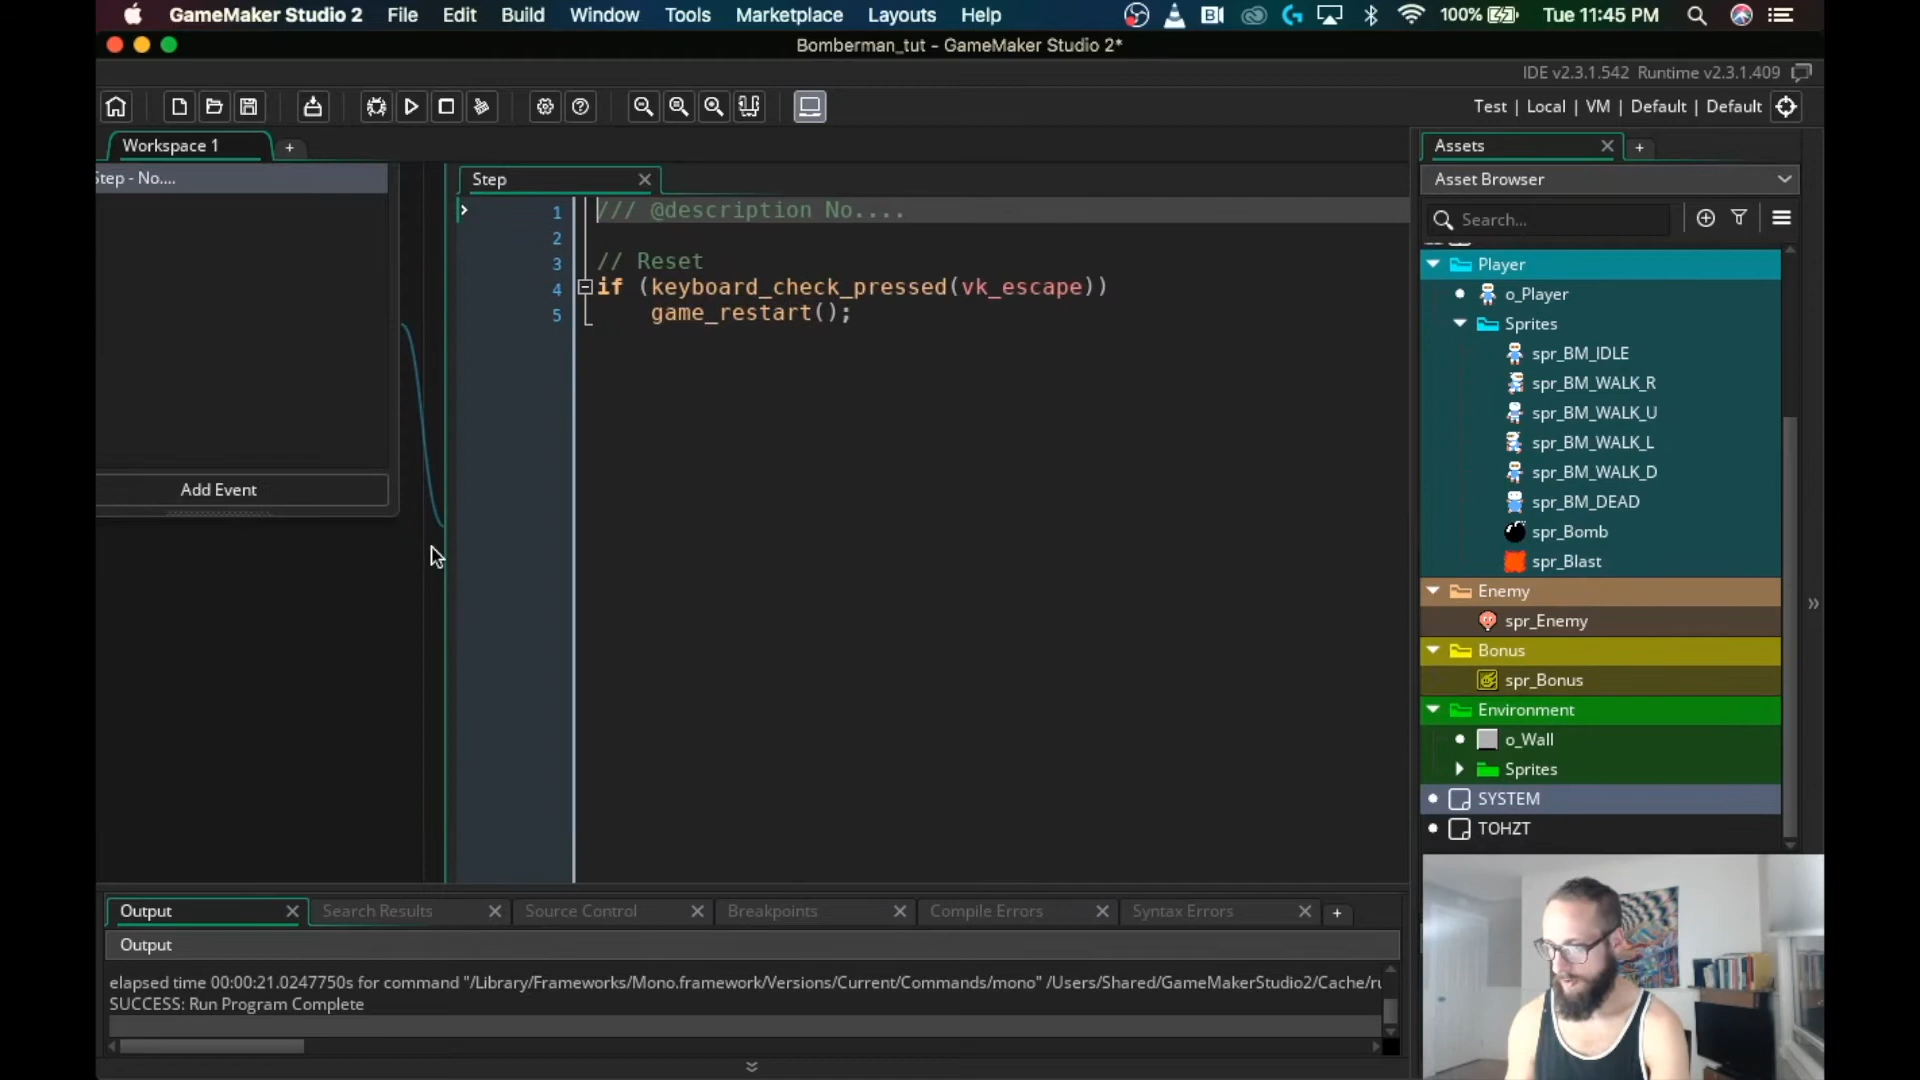 GameMaker Studio 2 File Edit Build Window Tools Marketplace Layouts Help 100% Tue 11:45 PM
Bomberman_tut - GameMaker Studio 2*
IDE v2.3.1.542 Runtime v2.3.1.409
Test | Local | VM | Default | Default
Workspace 1 +
Assets +
Step - No....
Step
Asset Browser
Search...
1 /// @description No....
2
3 // Reset
4 if (keyboard_check_pressed(vk_escape))
5 game_restart();
Add Event
Player
o_Player
Sprites
spr_BM_IDLE
spr_BM_WALK_R
spr_BM_WALK_U
spr_BM_WALK_L
spr_BM_WALK_D
spr_BM_DEAD
spr_Bomb
spr_Blast
Enemy
spr_Enemy
Bonus
spr_Bonus
Environment
o_Wall
Sprites
SYSTEM
TOHZT
Output Search Results Source Control Breakpoints Compile Errors Syntax Errors +
Output
elapsed time 00:00:21.0247750s for command "/Library/Frameworks/Mono.framework/Versions/Current/Commands/mono" /Users/Shared/GameMakerStudio2/Cache/ru
SUCCESS: Run Program Complete